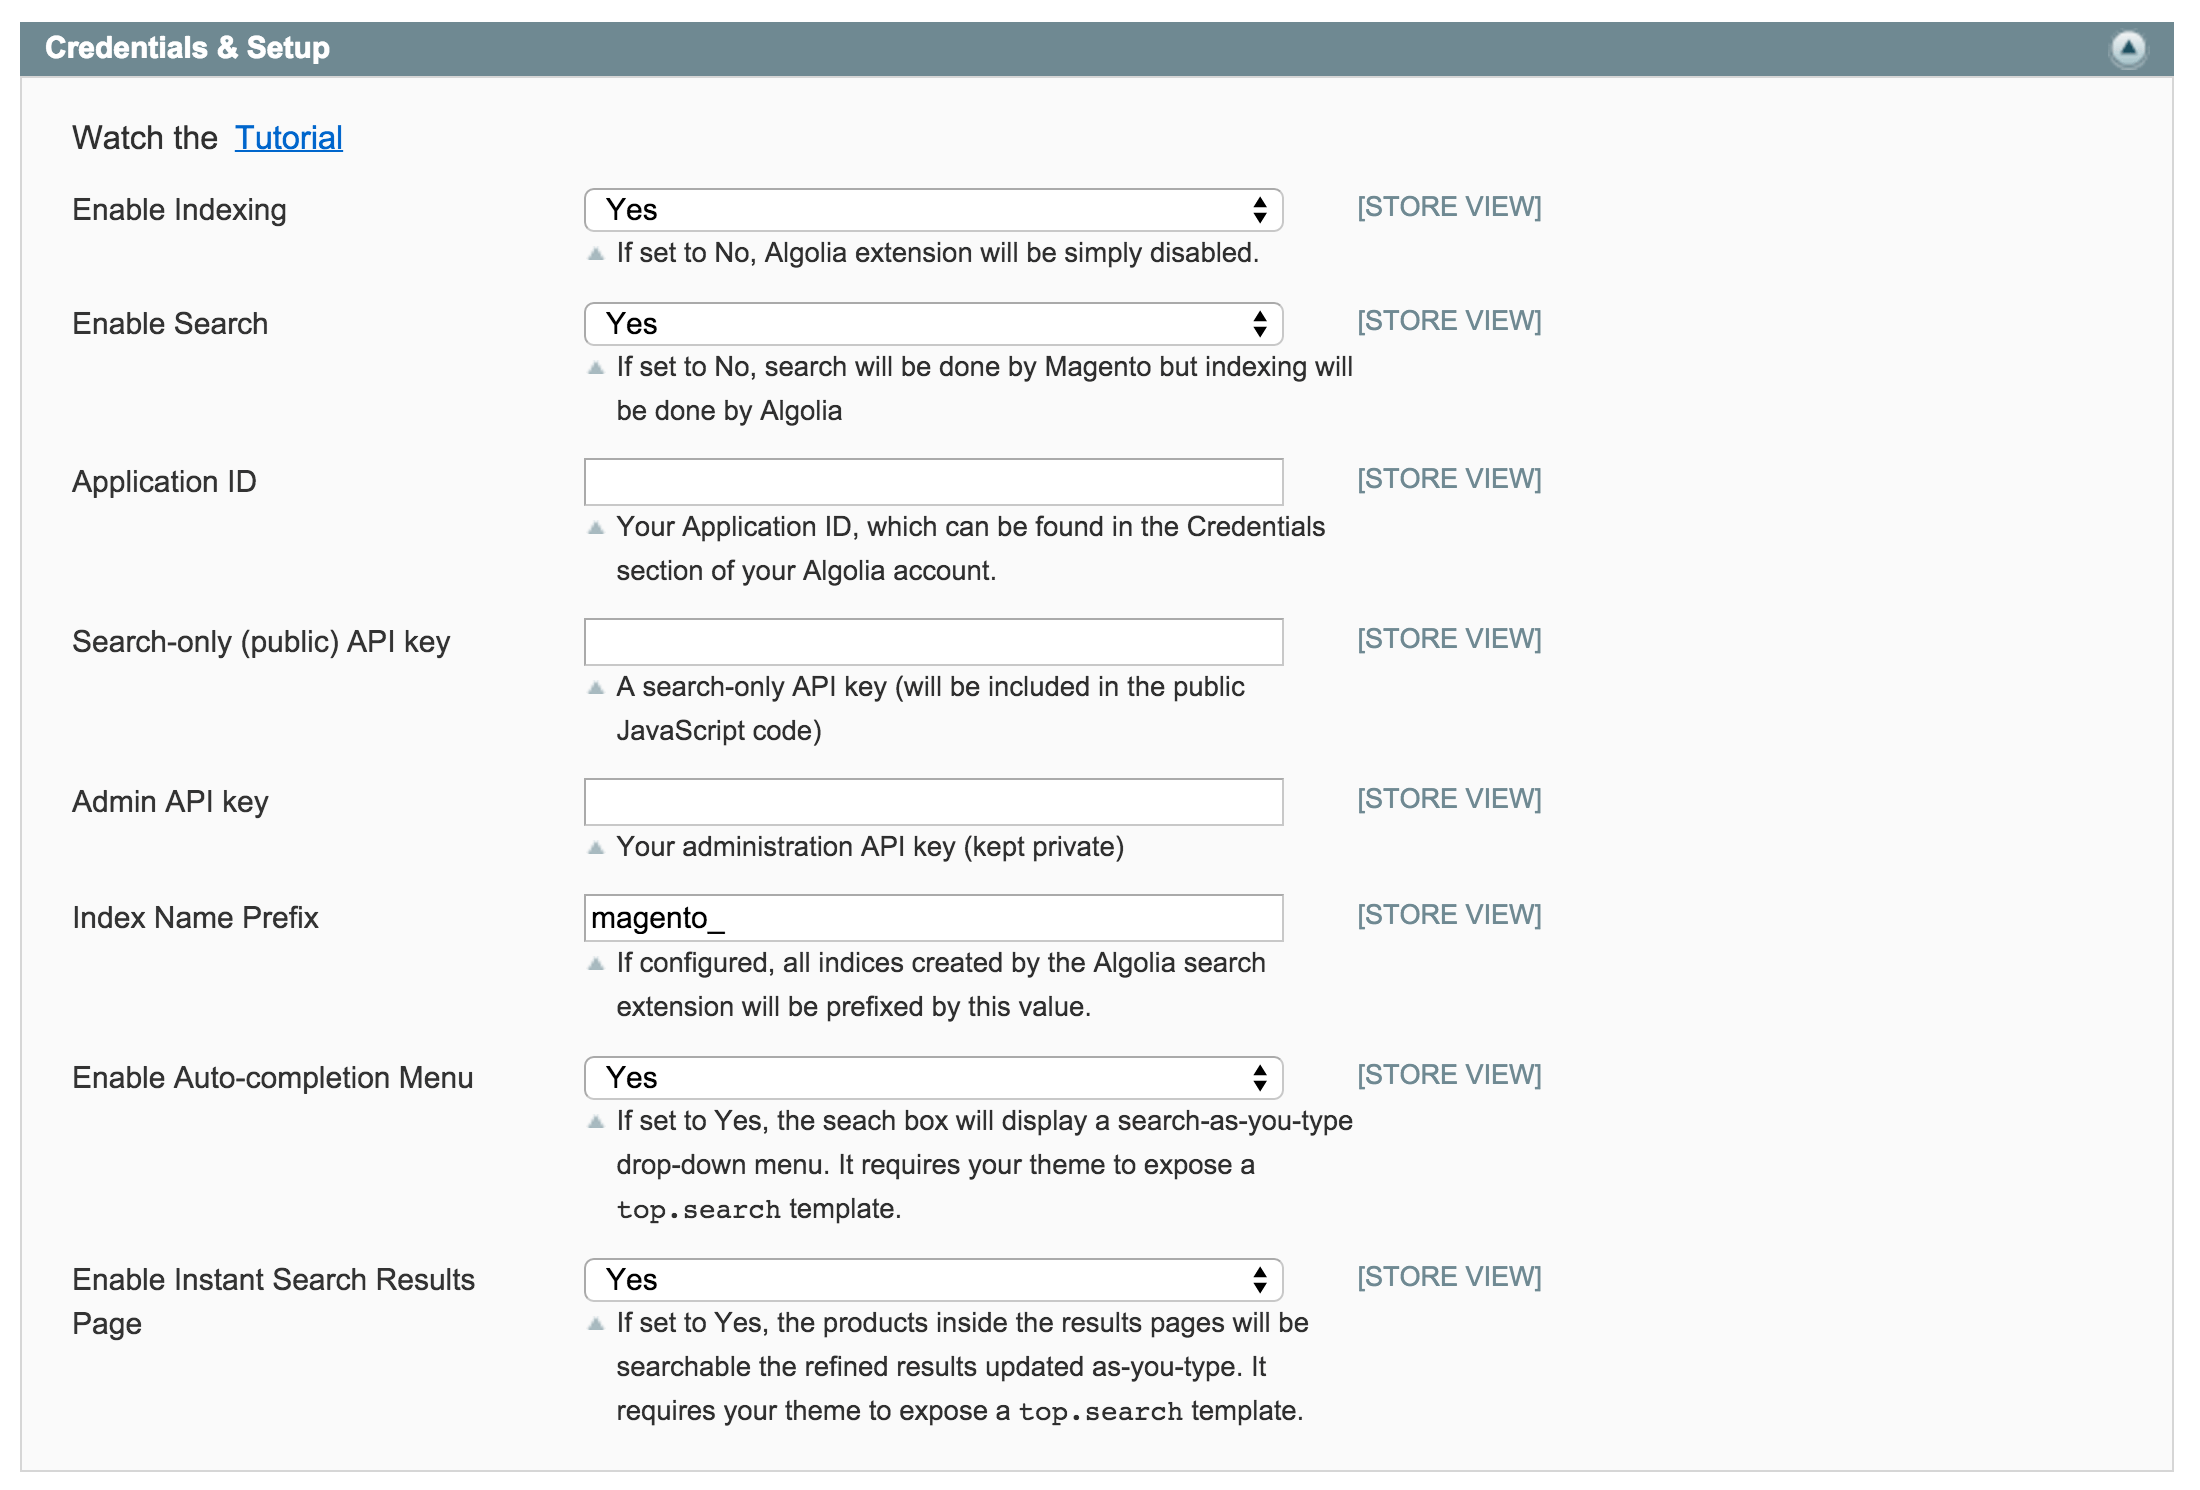 Credentials & Setup
Watch the Tutorial
Enable Indexing
Yes
[STORE VIEW]
If set to No, Algolia extension will be simply disabled.
Enable Search
Yes
[STORE VIEW]
If set to No, search will be done by Magento but indexing will
be done by Algolia
Application ID
[STORE VIEW]
Your Application ID, which can be found in the Credentials
section of your Algolia account.
Search-only (public) API key
[STORE VIEW]
A search-only API key (will be included in the public
JavaScript code)
Admin API key
[STORE VIEW]
Your administration API key (kept private)
Index Name Prefix
magento_
[STORE VIEW]
If configured, all indices created by the Algolia search
extension will be prefixed by this value.
Enable Auto-completion Menu
Yes
[STORE VIEW]
If set to Yes, the seach box will display a search-as-you-type
drop-down menu. It requires your theme to expose a
top.search template.
Enable Instant Search Results
Page
Yes
[STORE VIEW]
If set to Yes, the products inside the results pages will be
searchable the refined results updated as-you-type. It
requires your theme to expose a top.search template.